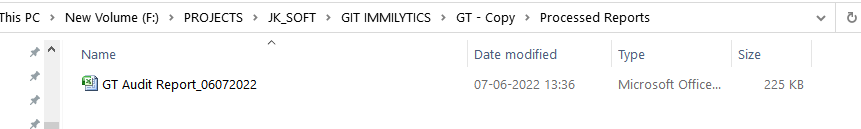 This PC > New Volume (F:) > PROJECTS > JK_SOFT > GIT IMMILYTICS > GT - Copy > Processed Reports
Name Date modified Type Size
GT Audit Report_06072022 07-06-2022 13:36 Microsoft Office... 225 KB